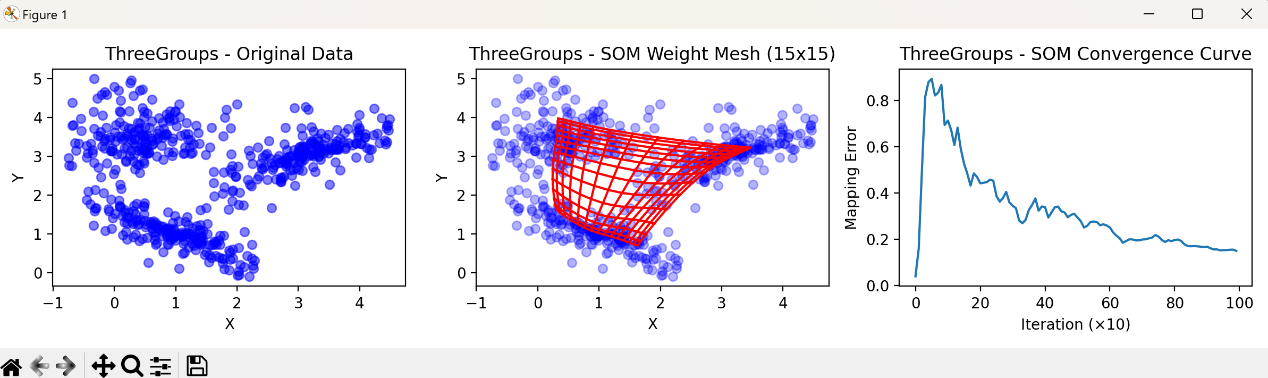 Figure 1
ThreeGroups - Original Data
5
4
3
2
1
0
Y
−1 0 1 2 3 4
X
ThreeGroups - SOM Weight Mesh (15x15)
5
4
3
2
1
0
Y
−1 0 1 2 3 4
X
ThreeGroups - SOM Convergence Curve
0.8
0.6
0.4
0.2
0.0
Mapping Error
0 20 40 60 80 100
Iteration (×10)